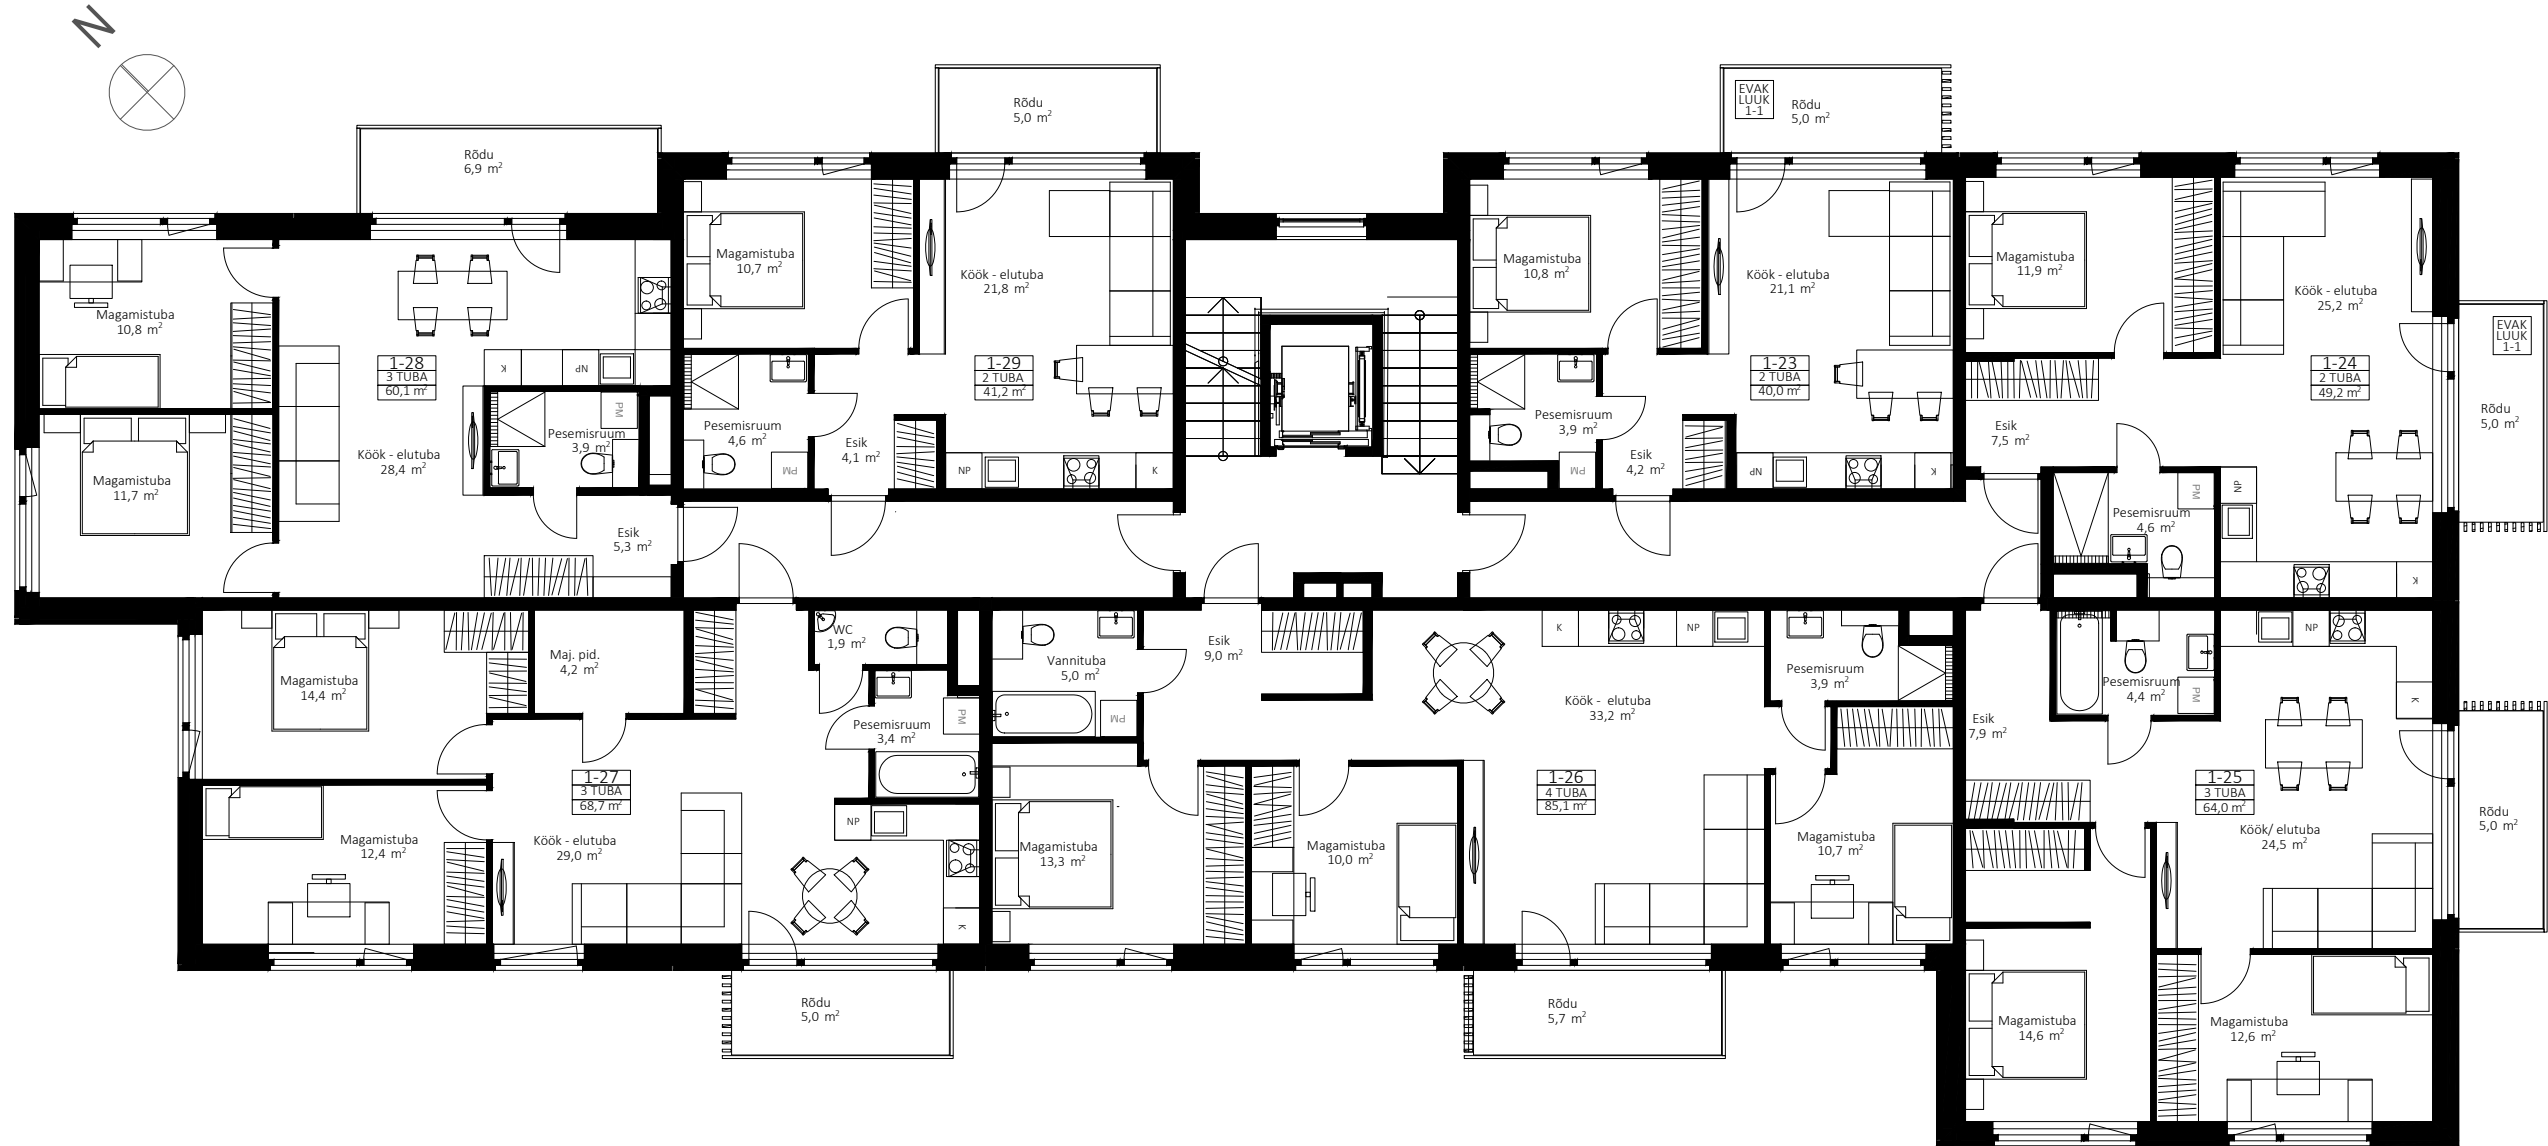 N
Rõdu
6,9 m²
Magamistuba
10,8 m²
Magamistuba
11,7 m²
1-28
3 TUBA
60,1 m²
Köök - elutuba
28,4 m²
K
NP
PM
Pesemisruum
3,9 m²
Esik
5,3 m²
Rõdu
5,0 m²
Magamistuba
10,7 m²
Köök - elutuba
21,8 m²
1-29
2 TUBA
41,2 m²
Pesemisruum
4,6 m²
PM
Esik
4,1 m²
NP
K
EVAK
LUUK
1-1
Rõdu
5,0 m²
Magamistuba
10,8 m²
Köök - elutuba
21,1 m²
1-23
2 TUBA
40,0 m²
Pesemisruum
3,9 m²
PM
Esik
4,2 m²
NP
K
Magamistuba
11,9 m²
Köök - elutuba
25,2 m²
1-24
2 TUBA
49,2 m²
Esik
7,5 m²
Pesemisruum
4,6 m²
PM
NP
K
EVAK
LUUK
1-1
Rõdu
5,0 m²
Magamistuba
14,4 m²
Maj. pid.
4,2 m²
WC
1,9 m²
Pesemisruum
3,4 m²
PM
1-27
3 TUBA
68,7 m²
Magamistuba
12,4 m²
Köök - elutuba
29,0 m²
NP
K
Rõdu
5,0 m²
Vannituba
5,0 m²
PM
Esik
9,0 m²
K
NP
Köök - elutuba
33,2 m²
Pesemisruum
3,9 m²
1-26
4 TUBA
85,1 m²
Magamistuba
13,3 m²
Magamistuba
10,0 m²
Magamistuba
10,7 m²
Rõdu
5,7 m²
Esik
7,9 m²
Pesemisruum
4,4 m²
PM
NP
K
1-25
3 TUBA
64,0 m²
Köök/ elutuba
24,5 m²
Rõdu
5,0 m²
Magamistuba
14,6 m²
Magamistuba
12,6 m²